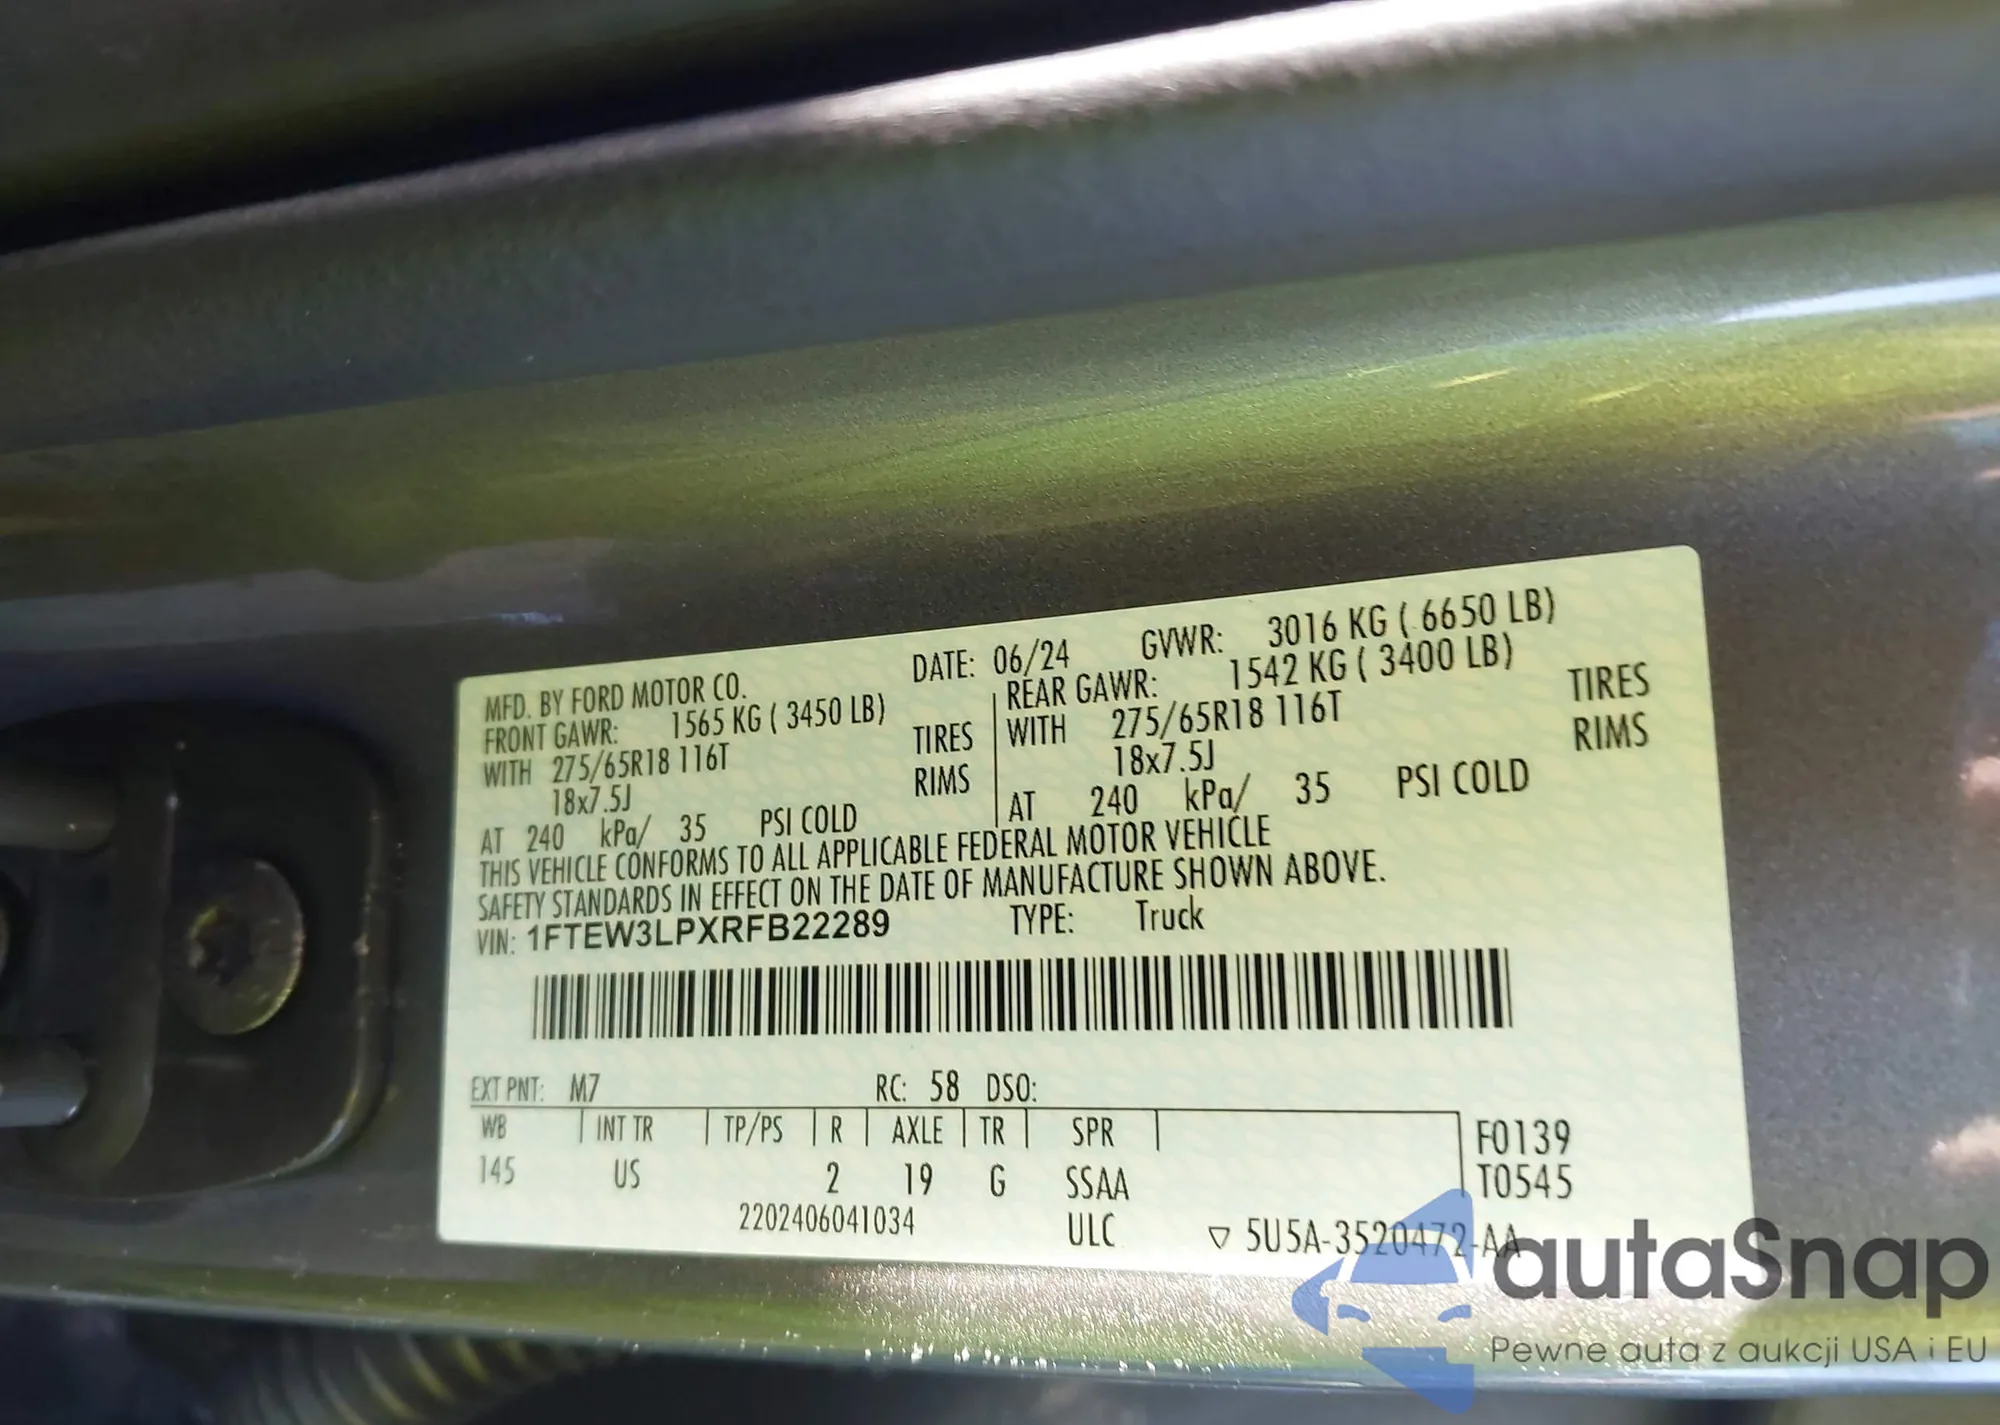 MFD. BY FORD MOTOR CO. DATE: 06/24 GVWR: 3016 KG ( 6650 LB)
FRONT GAWR: 1565 KG ( 3450 LB)
WITH 275/65R18 116T TIRES
18x7.5J RIMS
AT 240 kPa/ 35 PSI COLD
REAR GAWR: 1542 KG ( 3400 LB)
WITH 275/65R18 116T TIRES
18x7.5J RIMS
AT 240 kPa/ 35 PSI COLD
THIS VEHICLE CONFORMS TO ALL APPLICABLE FEDERAL MOTOR VEHICLE
SAFETY STANDARDS IN EFFECT ON THE DATE OF MANUFACTURE SHOWN ABOVE.
VIN: 1FTEW3LPXRFB22289 TYPE: Truck
EXT PNT: M7 RC: 58 DSO:
WB INT TR TP/PS R AXLE TR SPR F0139
145 US 2 19 G SSAA T0545
2202406041034 ULC ▽ 5U5A-3520472-AA
autaSnap
Pewne auta z aukcji USA i EU